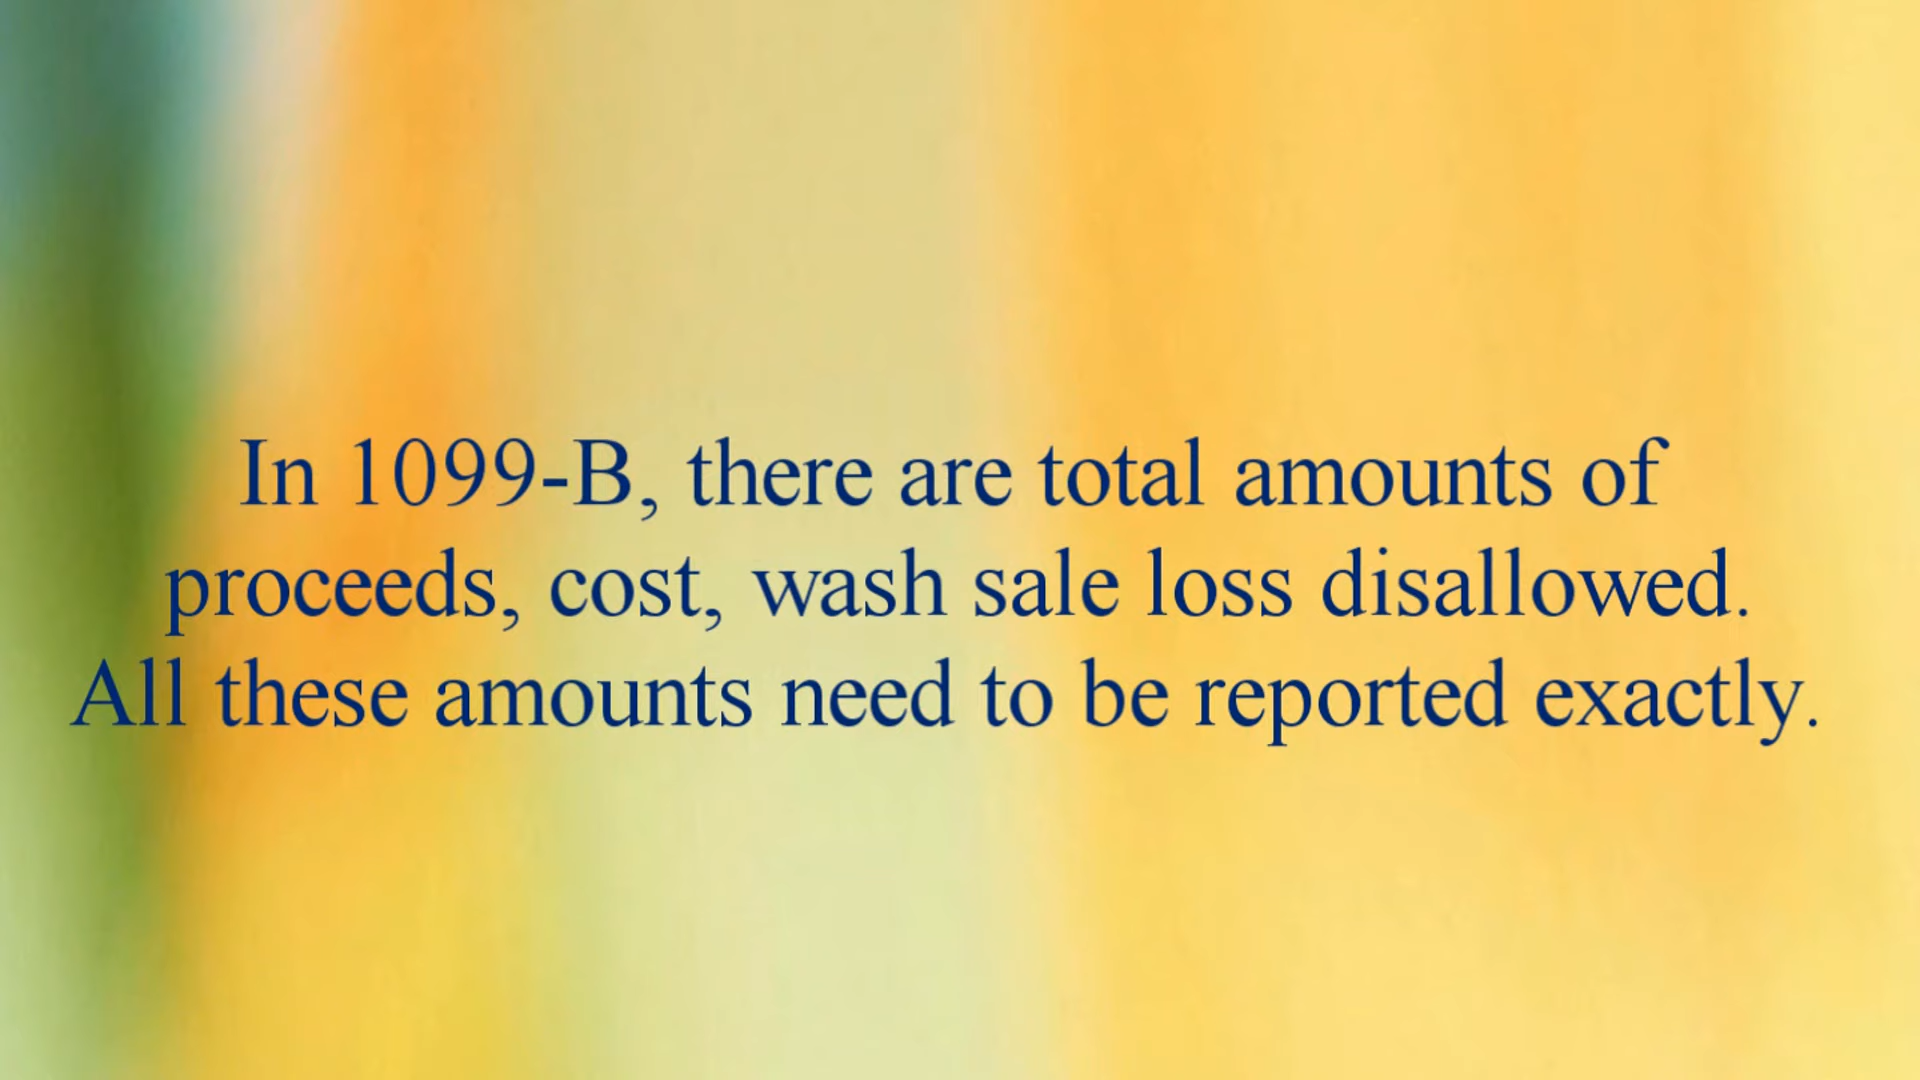 In 1099-B, there are total amounts of
proceeds, cost, wash sale loss disallowed.
All these amounts need to be reported exactly.